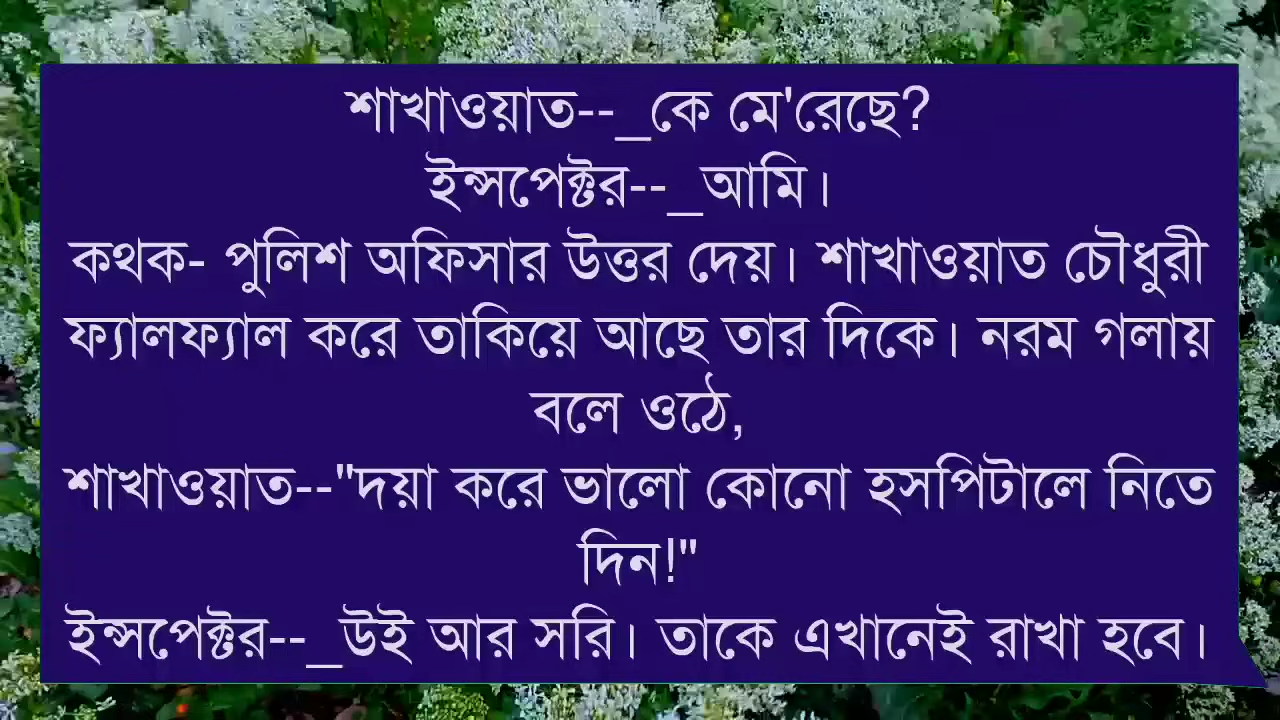 শাখাওয়াত--_কে মে'রেছে?
ইন্সপেক্টর--_আমি।
কথক- পুলিশ অফিসার উত্তর দেয়। শাখাওয়াত চৌধুরী
ফ্যালফ্যাল করে তাকিয়ে আছে তার দিকে। নরম গলায়
বলে ওঠে,
শাখাওয়াত--"দয়া করে ভালো কোনো হসপিটালে নিতে
দিন!"
ইন্সপেক্টর--_উই আর সরি। তাকে এখানেই রাখা হবে।